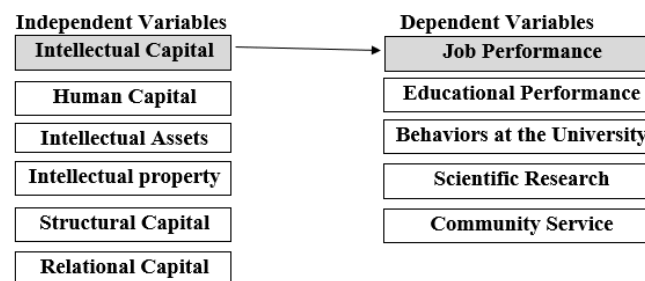 Independent Variables
Intellectual Capital
Human Capital
Intellectual Assets
Intellectual property
Structural Capital
Relational Capital
Dependent Variables
Job Performance
Educational Performance
Behaviors at the University
Scientific Research
Community Service